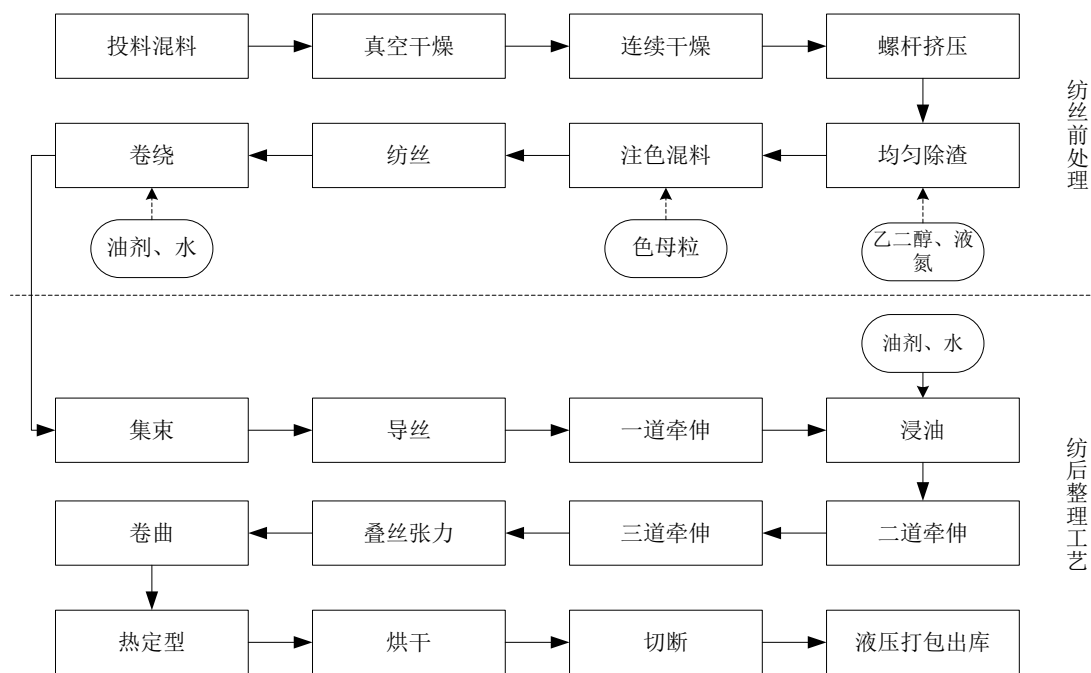 投料混料
真空干燥
连续干燥
螺杆挤压
卷绕
纺丝
注色混料
均匀除渣
油剂、水
色母粒
乙二醇、液
氮
纺丝前处理
油剂、水
集束
导丝
一道牵伸
浸油
卷曲
叠丝张力
三道牵伸
二道牵伸
热定型
烘干
切断
液压打包出库
纺后整理工艺